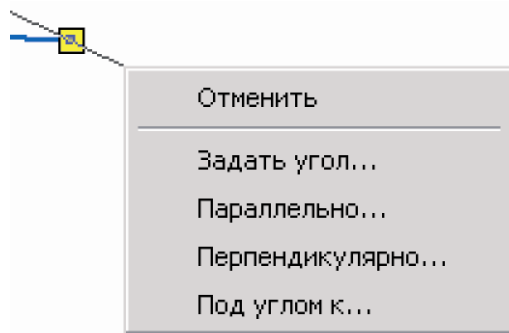 Отменить
Задать угол...
Параллельно...
Перпендикулярно...
Под углом к...